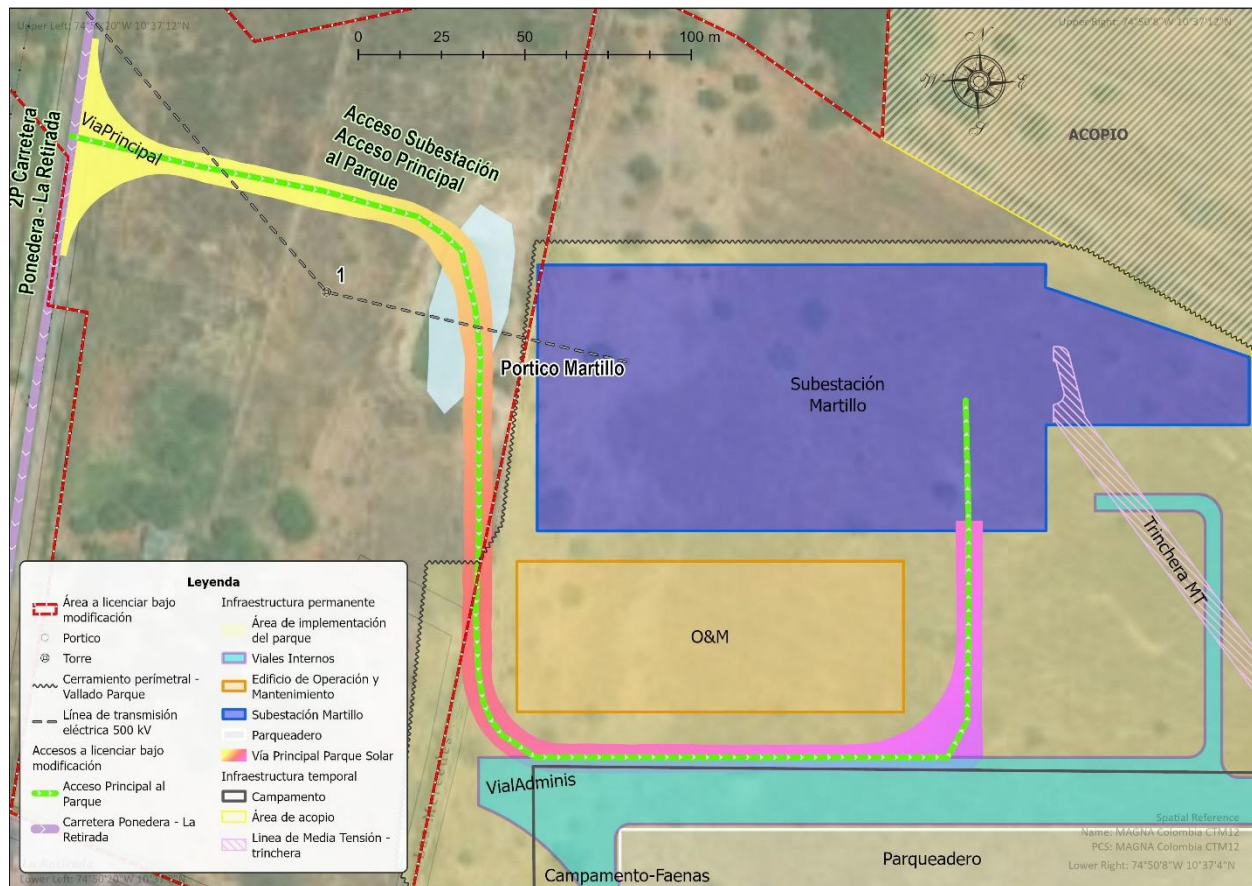 Upper Left: 74°50'20"W 10°37'12"N
Upper Right: 74°50'8"W 10°37'12"N
0 25 50 100 m
N
W
E
S
ACOPIO
2P Carretera
Ponedera - La Retirada
ViaPrincipal
Acceso Subestación
Acceso Principal
al Parque
1
Portico Martillo
Subestación
Martillo
Trinchera MT
O&M
VialAdminis
Parqueadero
Campamento-Faenas
Leyenda
Área a licenciar bajo
modificación
Portico
Torre
Cerramiento perímetral -
Vallado Parque
Línea de transmisión
eléctrica 500 kV
Accesos a licenciar bajo
modificación
Acceso Principal al
Parque
Carretera Ponedera - La
Retirada
Infraestructura permanente
Área de implementación
del parque
Viales Internos
Edificio de Operación y
Mantenimiento
Subestación Martillo
Parqueadero
Vía Principal Parque Solar
Infraestructura temporal
Campamento
Área de acopio
Linea de Media Tensión -
trinchera
Spatial Reference
Name: MAGNA Colombia CTM12
PCS: MAGNA Colombia CTM12
Lower Right: 74°50'8"W 10°37'4"N
La Retirada